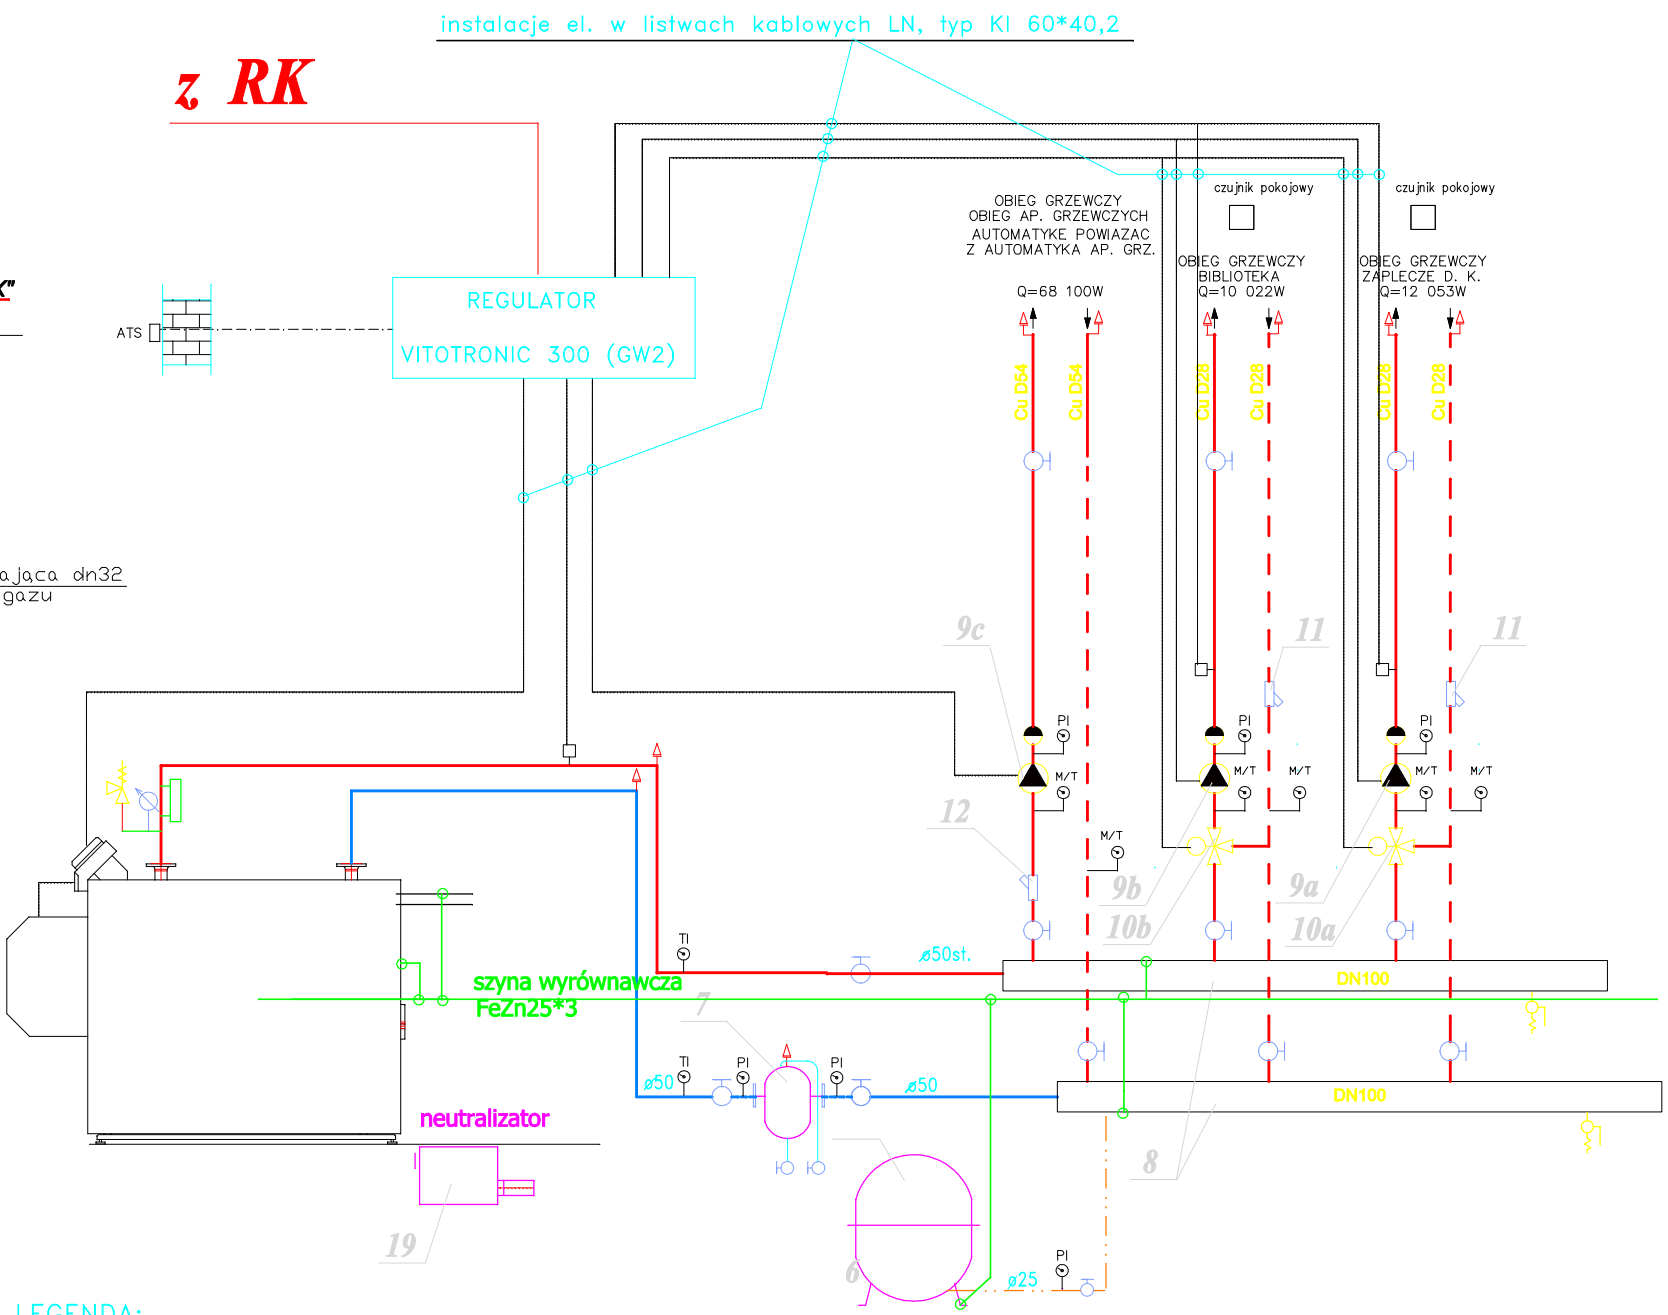 instalacje el. w listwach kablowych LN, typ KI 60*40,2
z RK
K"
czujnik pokojowy
czujnik pokojowy
OBIEG GRZEWCZY
OBIEG AP. GRZEWCZYCH
AUTOMATYKE POWIAZAC
Z AUTOMATYKA AP. GRZ.
Q=68 100W
OBIEG GRZEWCZY
BIBLIOTEKA
Q=10 022W
OBIEG GRZEWCZY
ZAPLECZE D. K.
Q=12 053W
REGULATOR
VITOTRONIC 300 (GW2)
ATS
Cu D54
Cu D54
Cu D28
Cu D28
Cu D28
Cu D28
ająca dn32
gazu
9c
11
11
PI
PI
PI
M/T
M/T
M/T
M/T
M/T
12
M/T
9b
9a
10b
10a
TI
ø50st.
DN100
szyna wyrównawcza
FeZn25*3
7
TI
PI
PI
ø50
ø50
DN100
neutralizator
8
19
6
PI
ø25
LEGENDA: